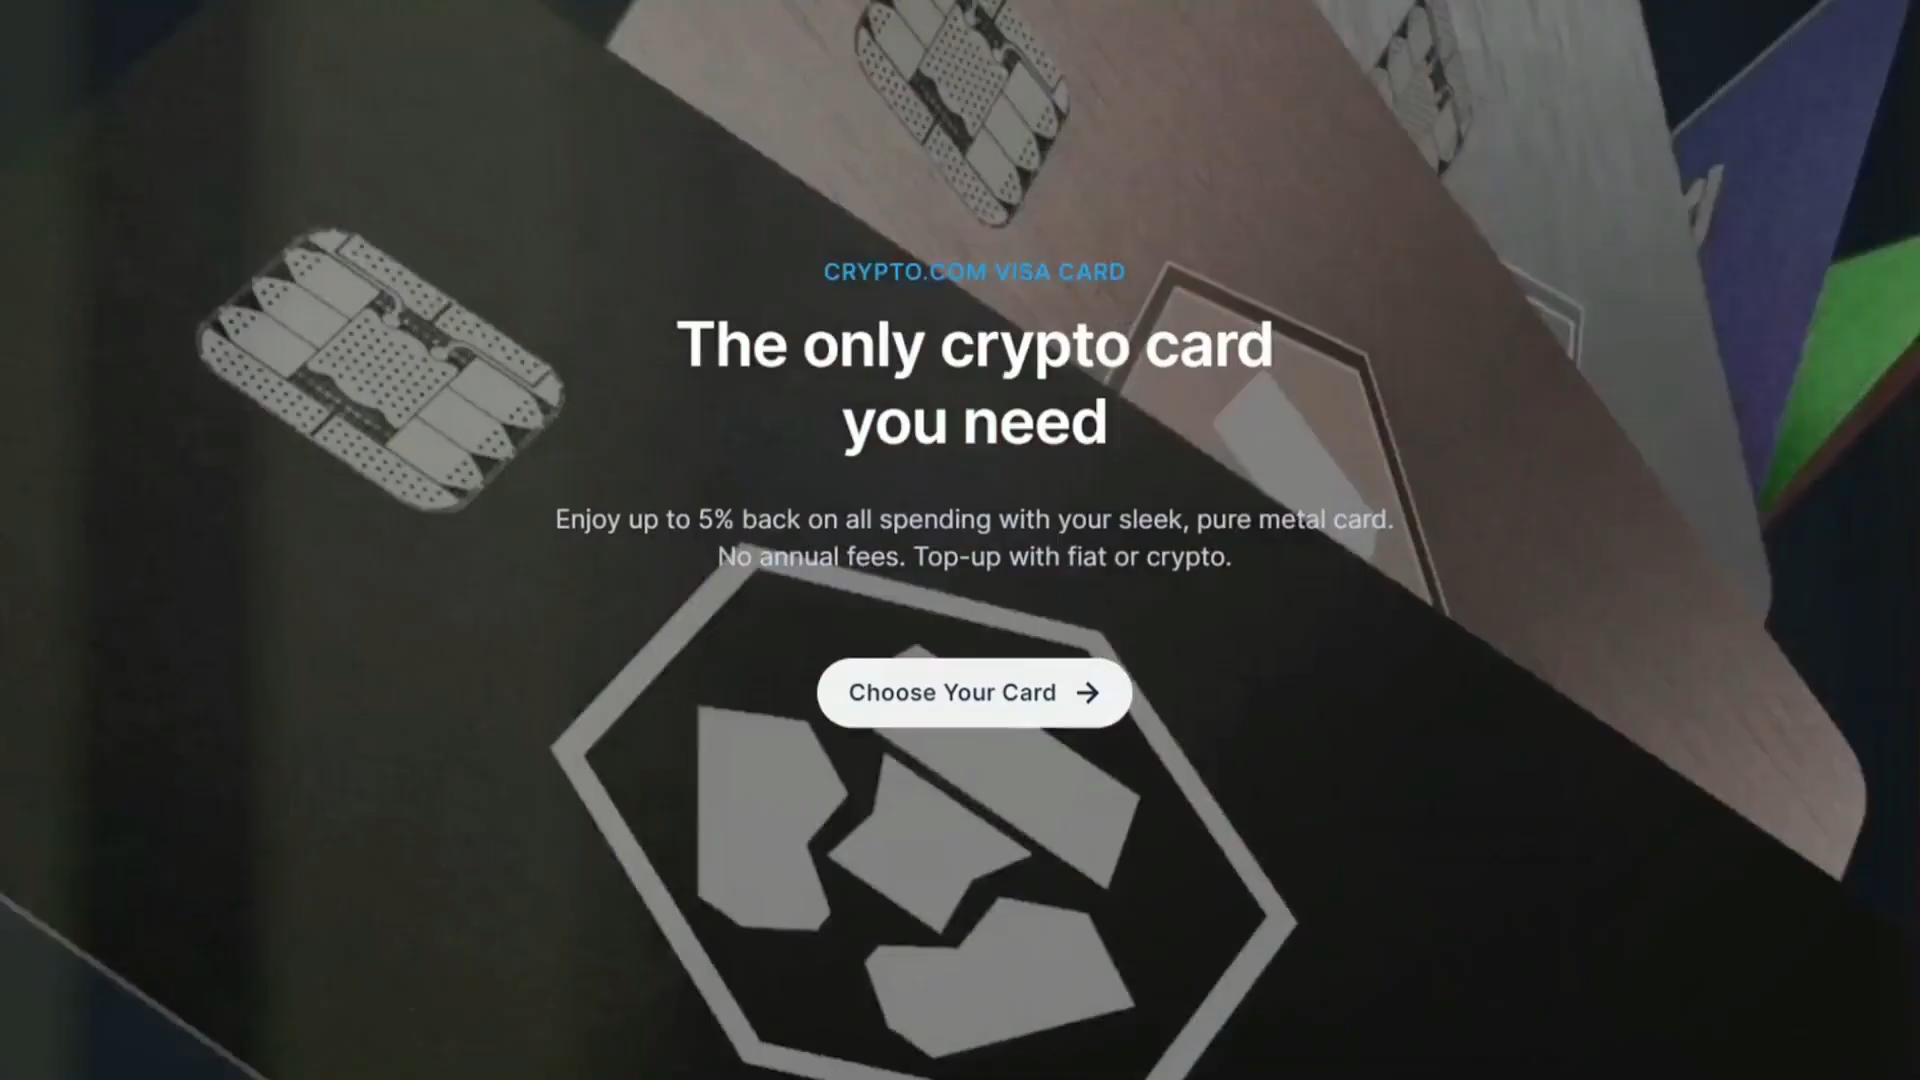 CRYPTO.COM VISA CARD
The only crypto card
you need
Enjoy up to 5% back on all spending with your sleek, pure metal card.
No annual fees. Top-up with fiat or crypto.
Choose Your Card →